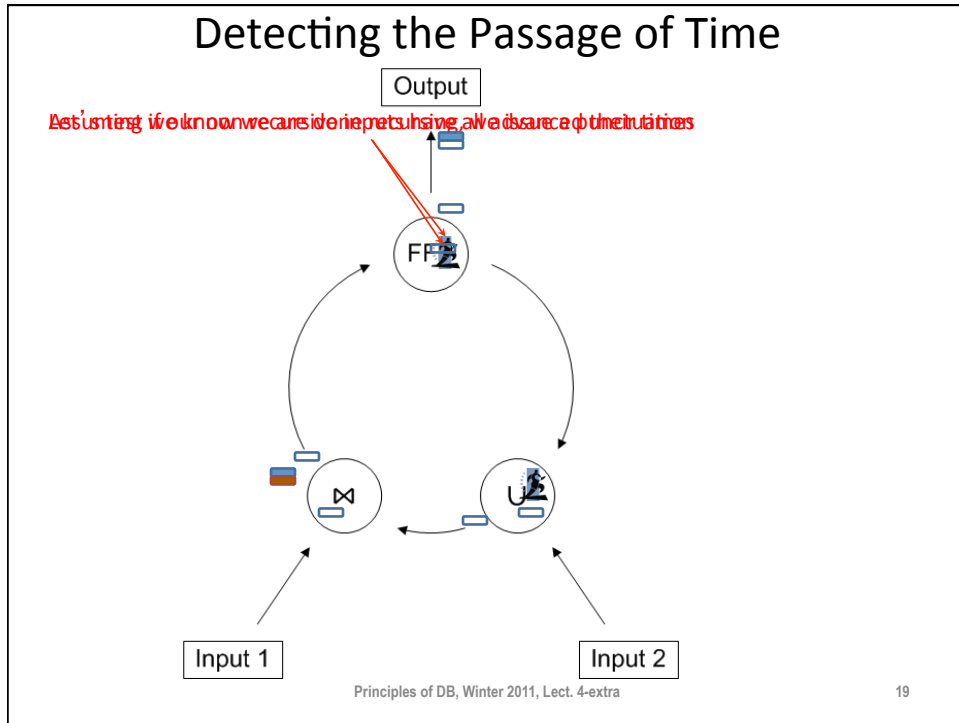 Detecting the Passage of Time
Output
FF
⋈
U
Input 1
Input 2
Principles of DB, Winter 2011, Lect. 4-extra
19